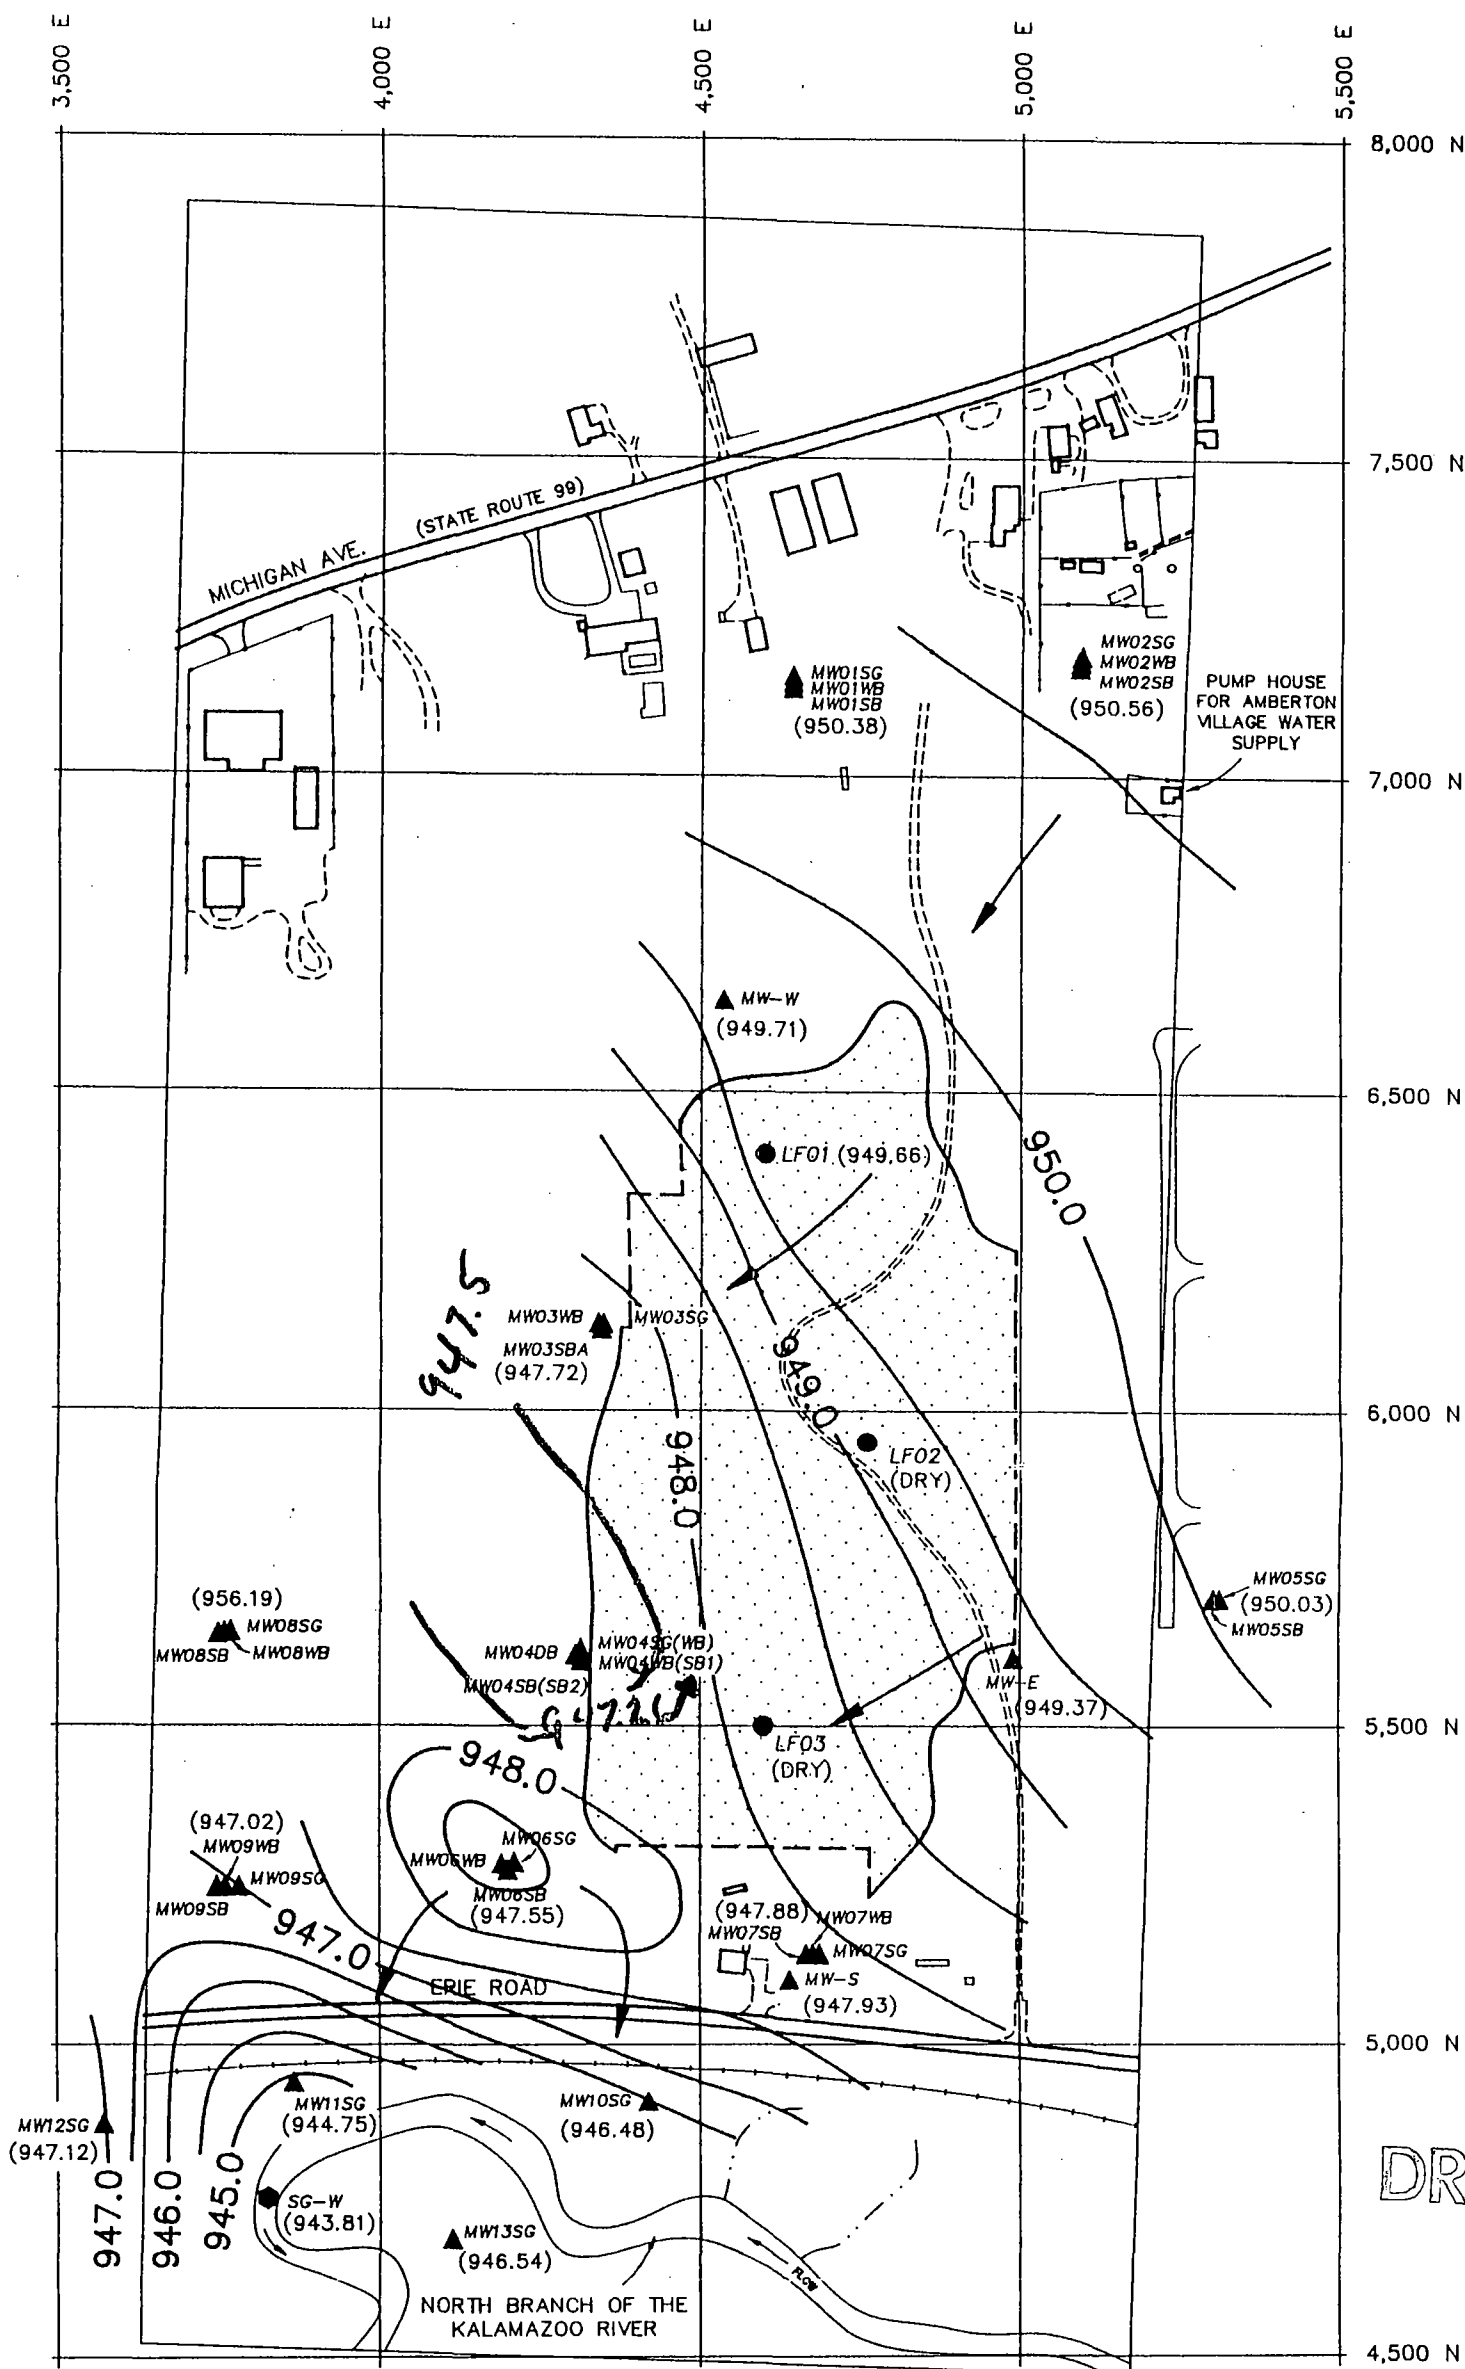 3,500 E
4,000 E
4,500 E
5,000 E
5,500 E
8,000 N
7,500 N
MICHIGAN AVE.
(STATE ROUTE 99)
MW01SG
MW01WB
MW01SB
(950.38)
MW02SG
MW02WB
MW02SB
(950.56)
PUMP HOUSE
FOR AMBERTON
VILLAGE WATER
SUPPLY
7,000 N
MW-W
(949.71)
6,500 N
LF01 (949.66)
950.0
947.5
MW03WB
MW03SG
MW03SBA
(947.72)
949.0
6,000 N
948.0
LF02
(DRY)
(956.19)
MW08SG
MW08SB
MW08WB
MW04DB
MW04SG(WB)
MW04WB(SB1)
MW04SB(SB2)
MW05SG
(950.03)
MW05SB
MW-E
(949.37)
5,500 N
LF03
(DRY)
948.0
(947.02)
MW09WB
MW09SG
MW09SB
MW06SG
MW06WB
MW06SB
(947.55)
(947.88)
MW07WB
MW07SB
MW07SG
MW-S
(947.93)
947.0
ERIE ROAD
5,000 N
MW12SG
(947.12)
MW11SG
(944.75)
MW10SG
(946.48)
947.0
946.0
945.0
SG-W
(943.81)
MW13SG
(946.54)
FLOW
NORTH BRANCH OF THE
KALAMAZOO RIVER
DR
4,500 N